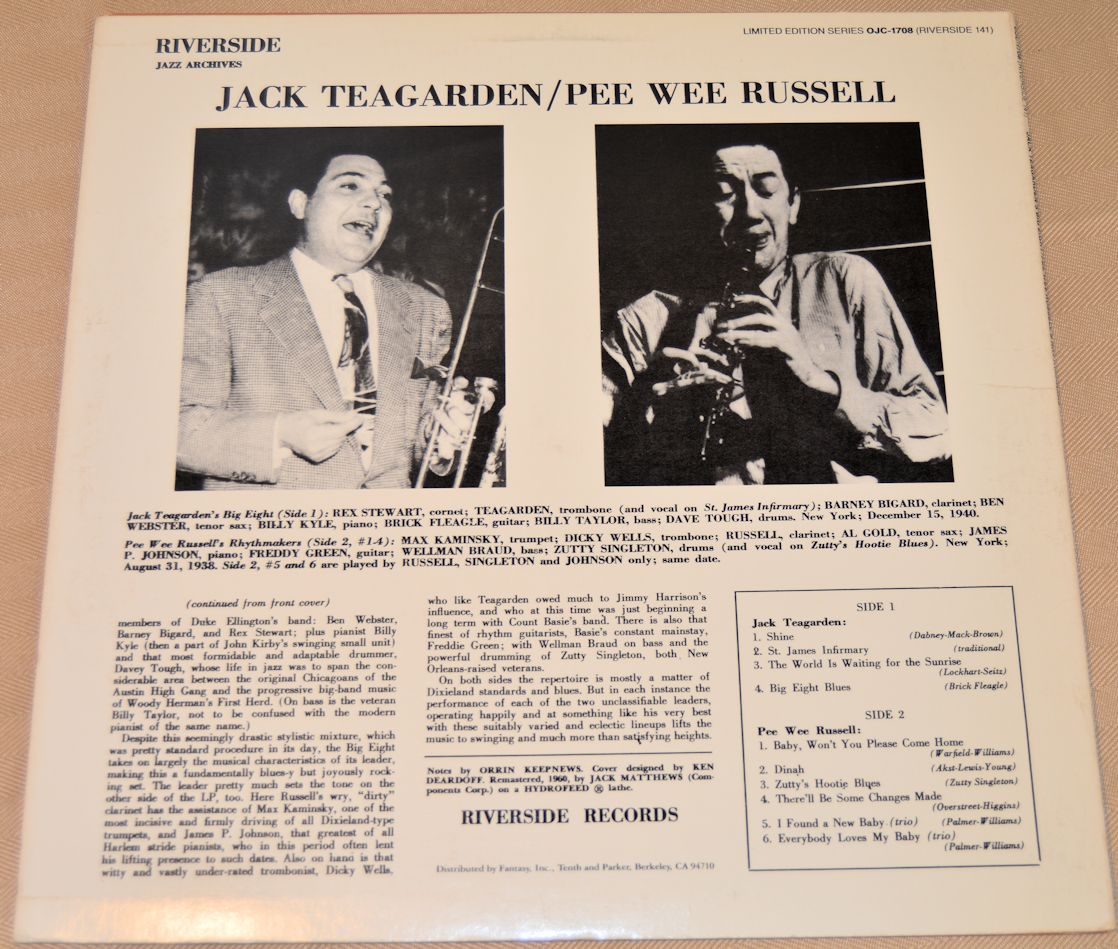 RIVERSIDE
JAZZ ARCHIVES
LIMITED EDITION SERIES OJC-1708 (RIVERSIDE 141)
JACK TEAGARDEN/PEE WEE RUSSELL
Jack Teagarden's Big Eight (Side 1): REX STEWART, cornet; TEAGARDEN, trombone (and vocal on St. James Infirmary); BARNEY BIGARD, clarinet; BEN
WEBSTER, tenor sax; BILLY KYLE, piano; BRICK FLEAGLE, guitar; BILLY TAYLOR, bass; DAVE TOUGH, drums. New York; December 15, 1940.
Pee Wee Russell's Rhythmakers (Side 2, #1-4): MAX KAMINSKY, trumpet; DICKY WELLS, trombone; RUSSELL, clarinet; AL GOLD, tenor sax; JAMES
P. JOHNSON, piano; FREDDY GREEN, guitar; WELLMAN BRAUD, bass; ZUTTY SINGLETON, drums (and vocal on Zutty's Hootie Blues). New York;
August 31, 1938. Side 2, #5 and 6 are played by RUSSELL, SINGLETON and JOHNSON only; same date.
(continued from front cover)
members of Duke Ellington's band: Ben Webster,
Barney Bigard, and Rex Stewart; plus pianist Billy
Kyle (then a part of John Kirby's swinging small unit)
and that most formidable and adaptable drummer,
Davey Tough, whose life in jazz was to span the con-
siderable area between the original Chicagoans of the
Austin High Gang and the progressive big-band music
of Woody Herman's First Herd. (On bass is the veteran
Billy Taylor, not to be confused with the modern
pianist of the same name.)
Despite this seemingly drastic stylistic mixture, which
was pretty standard procedure in its day, the Big Eight
takes on largely the musical characteristics of its leader,
making this a fundamentally blues-y but joyously rock-
ing set. The leader pretty much sets the tone on the
other side of the LP, too. Here Russell's wry, "dirty"
clarinet has the assistance of Max Kaminsky, one of the
most incisive and firmly driving of all Dixieland-type
trumpets, and James P. Johnson, that greatest of all
Harlem stride pianists, who in this period often lent
his lifting presence to such dates. Also on hand is that
witty and vastly under-rated trombonist, Dicky Wells,
who like Teagarden owed much to Jimmy Harrison's
influence, and who at this time was just beginning a
long term with Count Basie's band. There is also that
finest of rhythm guitarists, Basie's constant mainstay,
Freddie Green; with Wellman Braud on bass and the
powerful drumming of Zutty Singleton, both New
Orleans-raised veterans.
On both sides the repertoire is mostly a matter of
Dixieland standards and blues. But in each instance the
performance of each of the two unclassifiable leaders,
operating happily and at something like his very best
with these suitably varied and eclectic lineups lifts the
music to swinging and much more than satisfying heights.
Notes by ORRIN KEEPNEWS. Cover designed by KEN
DEARDOFF. Remastered, 1960, by JACK MATTHEWS (Com-
ponents Corp.) on a HYDROFEED ® lathe.
RIVERSIDE RECORDS
Distributed by Fantasy, Inc., Tenth and Parker, Berkeley, CA 94710
SIDE 1
Jack Teagarden:
1. Shine (Dabney-Mack-Brown)
2. St. James Infirmary (traditional)
3. The World Is Waiting for the Sunrise
(Lockhart-Seitz)
4. Big Eight Blues (Brick Fleagle)
SIDE 2
Pee Wee Russell:
1. Baby, Won't You Please Come Home
(Warfield-Williams)
2. Dinah (Akst-Lewis-Young)
3. Zutty's Hootie Blues (Zutty Singleton)
4. There'll Be Some Changes Made
(Overstreet-Higgins)
5. I Found a New Baby (trio) (Palmer-Williams)
6. Everybody Loves My Baby (trio)
(Palmer-Williams)